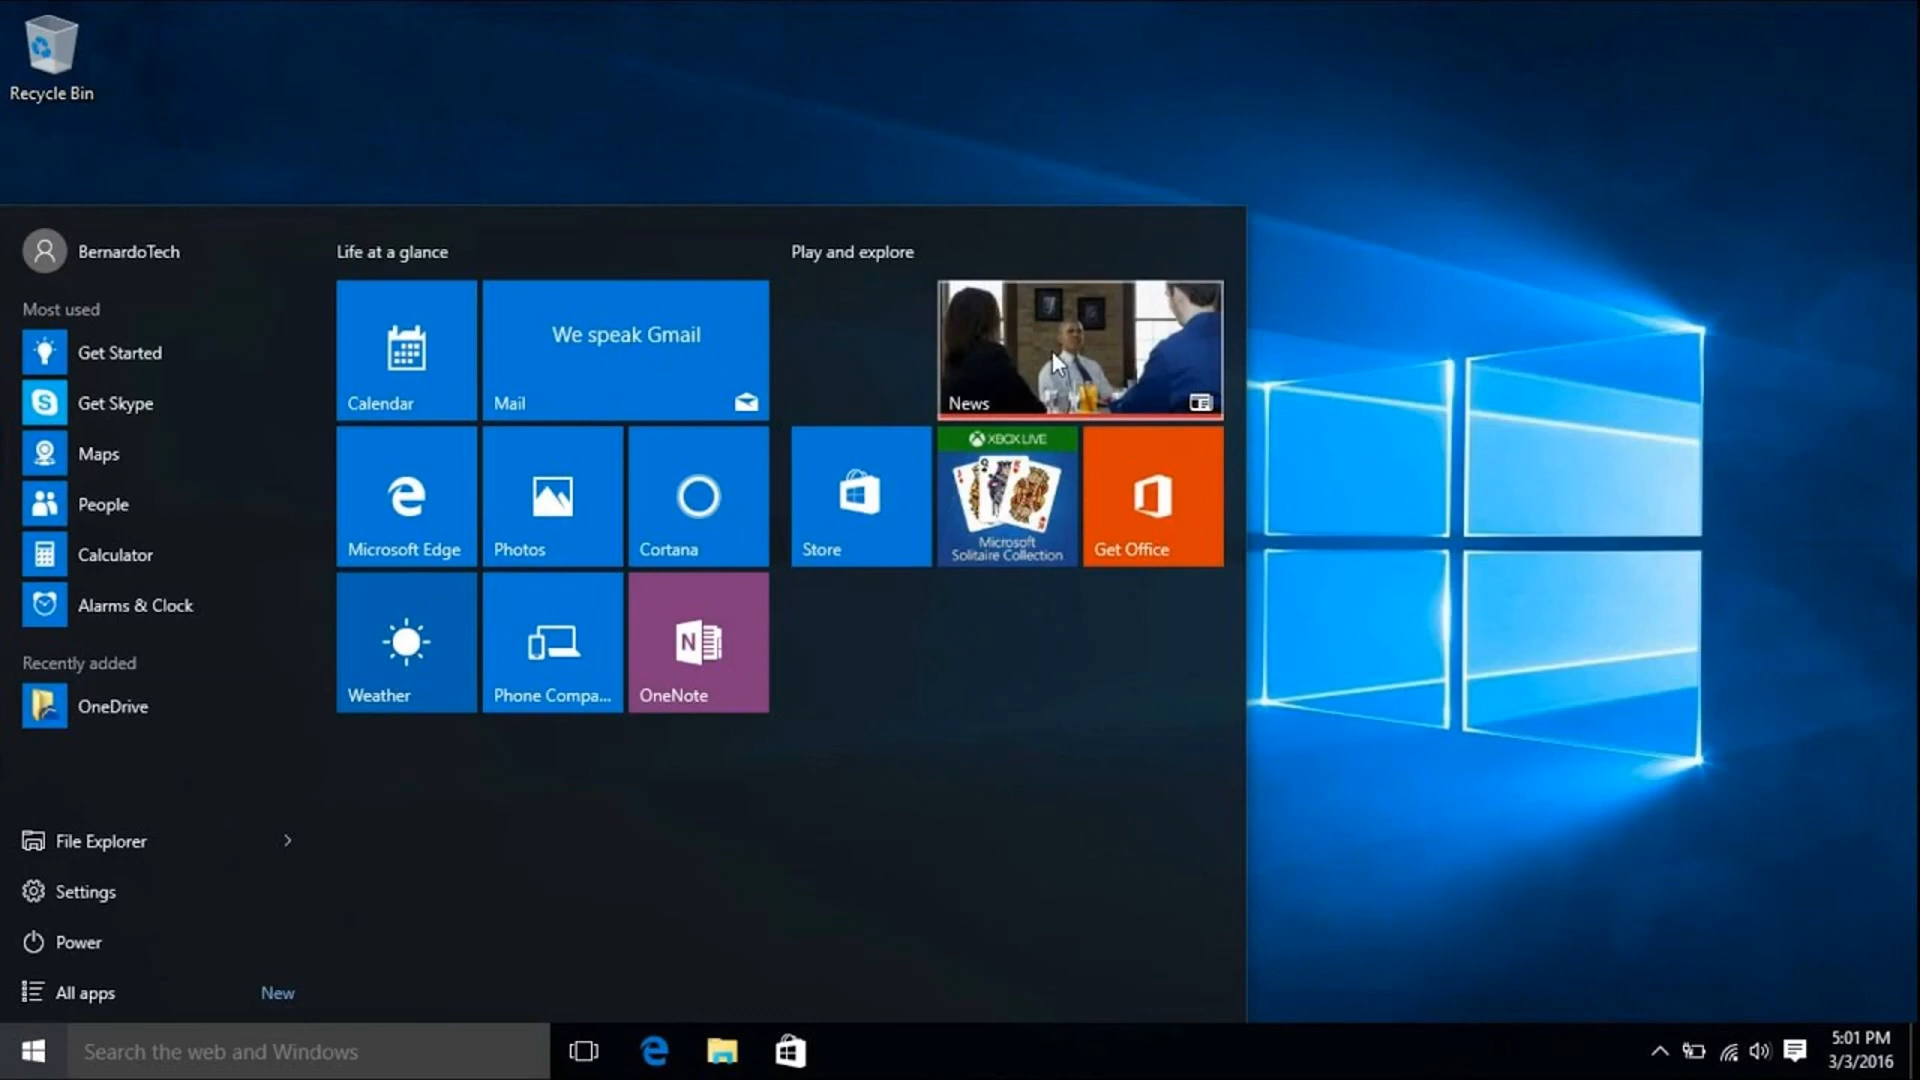 Recycle Bin
BernardoTech
Most used
Get Started
Get Skype
Maps
People
Calculator
Alarms & Clock
Recently added
OneDrive
File Explorer
Settings
Power
All apps
New
Life at a glance
Calendar
We speak Gmail
Mail
Microsoft Edge
Photos
Cortana
Weather
Phone Compa...
N
OneNote
Play and explore
News
Store
XBOX LIVE
Microsoft
Solitaire Collection
Get Office
Search the web and Windows
5:01 PM
3/3/2016